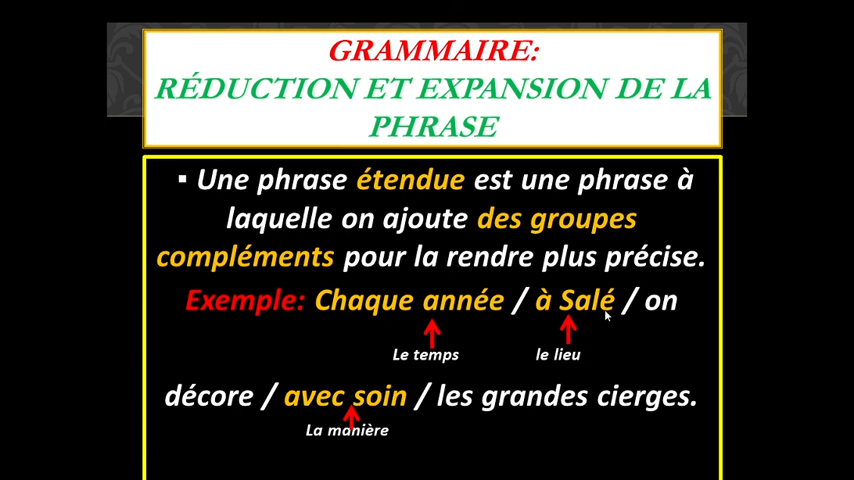 GRAMMAIRE:
RÉDUCTION ET EXPANSION DE LA
PHRASE
▪ Une phrase étendue est une phrase à
laquelle on ajoute des groupes
compléments pour la rendre plus précise.
Exemple: Chaque année / à Salé / on
Le temps le lieu
décore / avec soin / les grandes cierges.
La manière